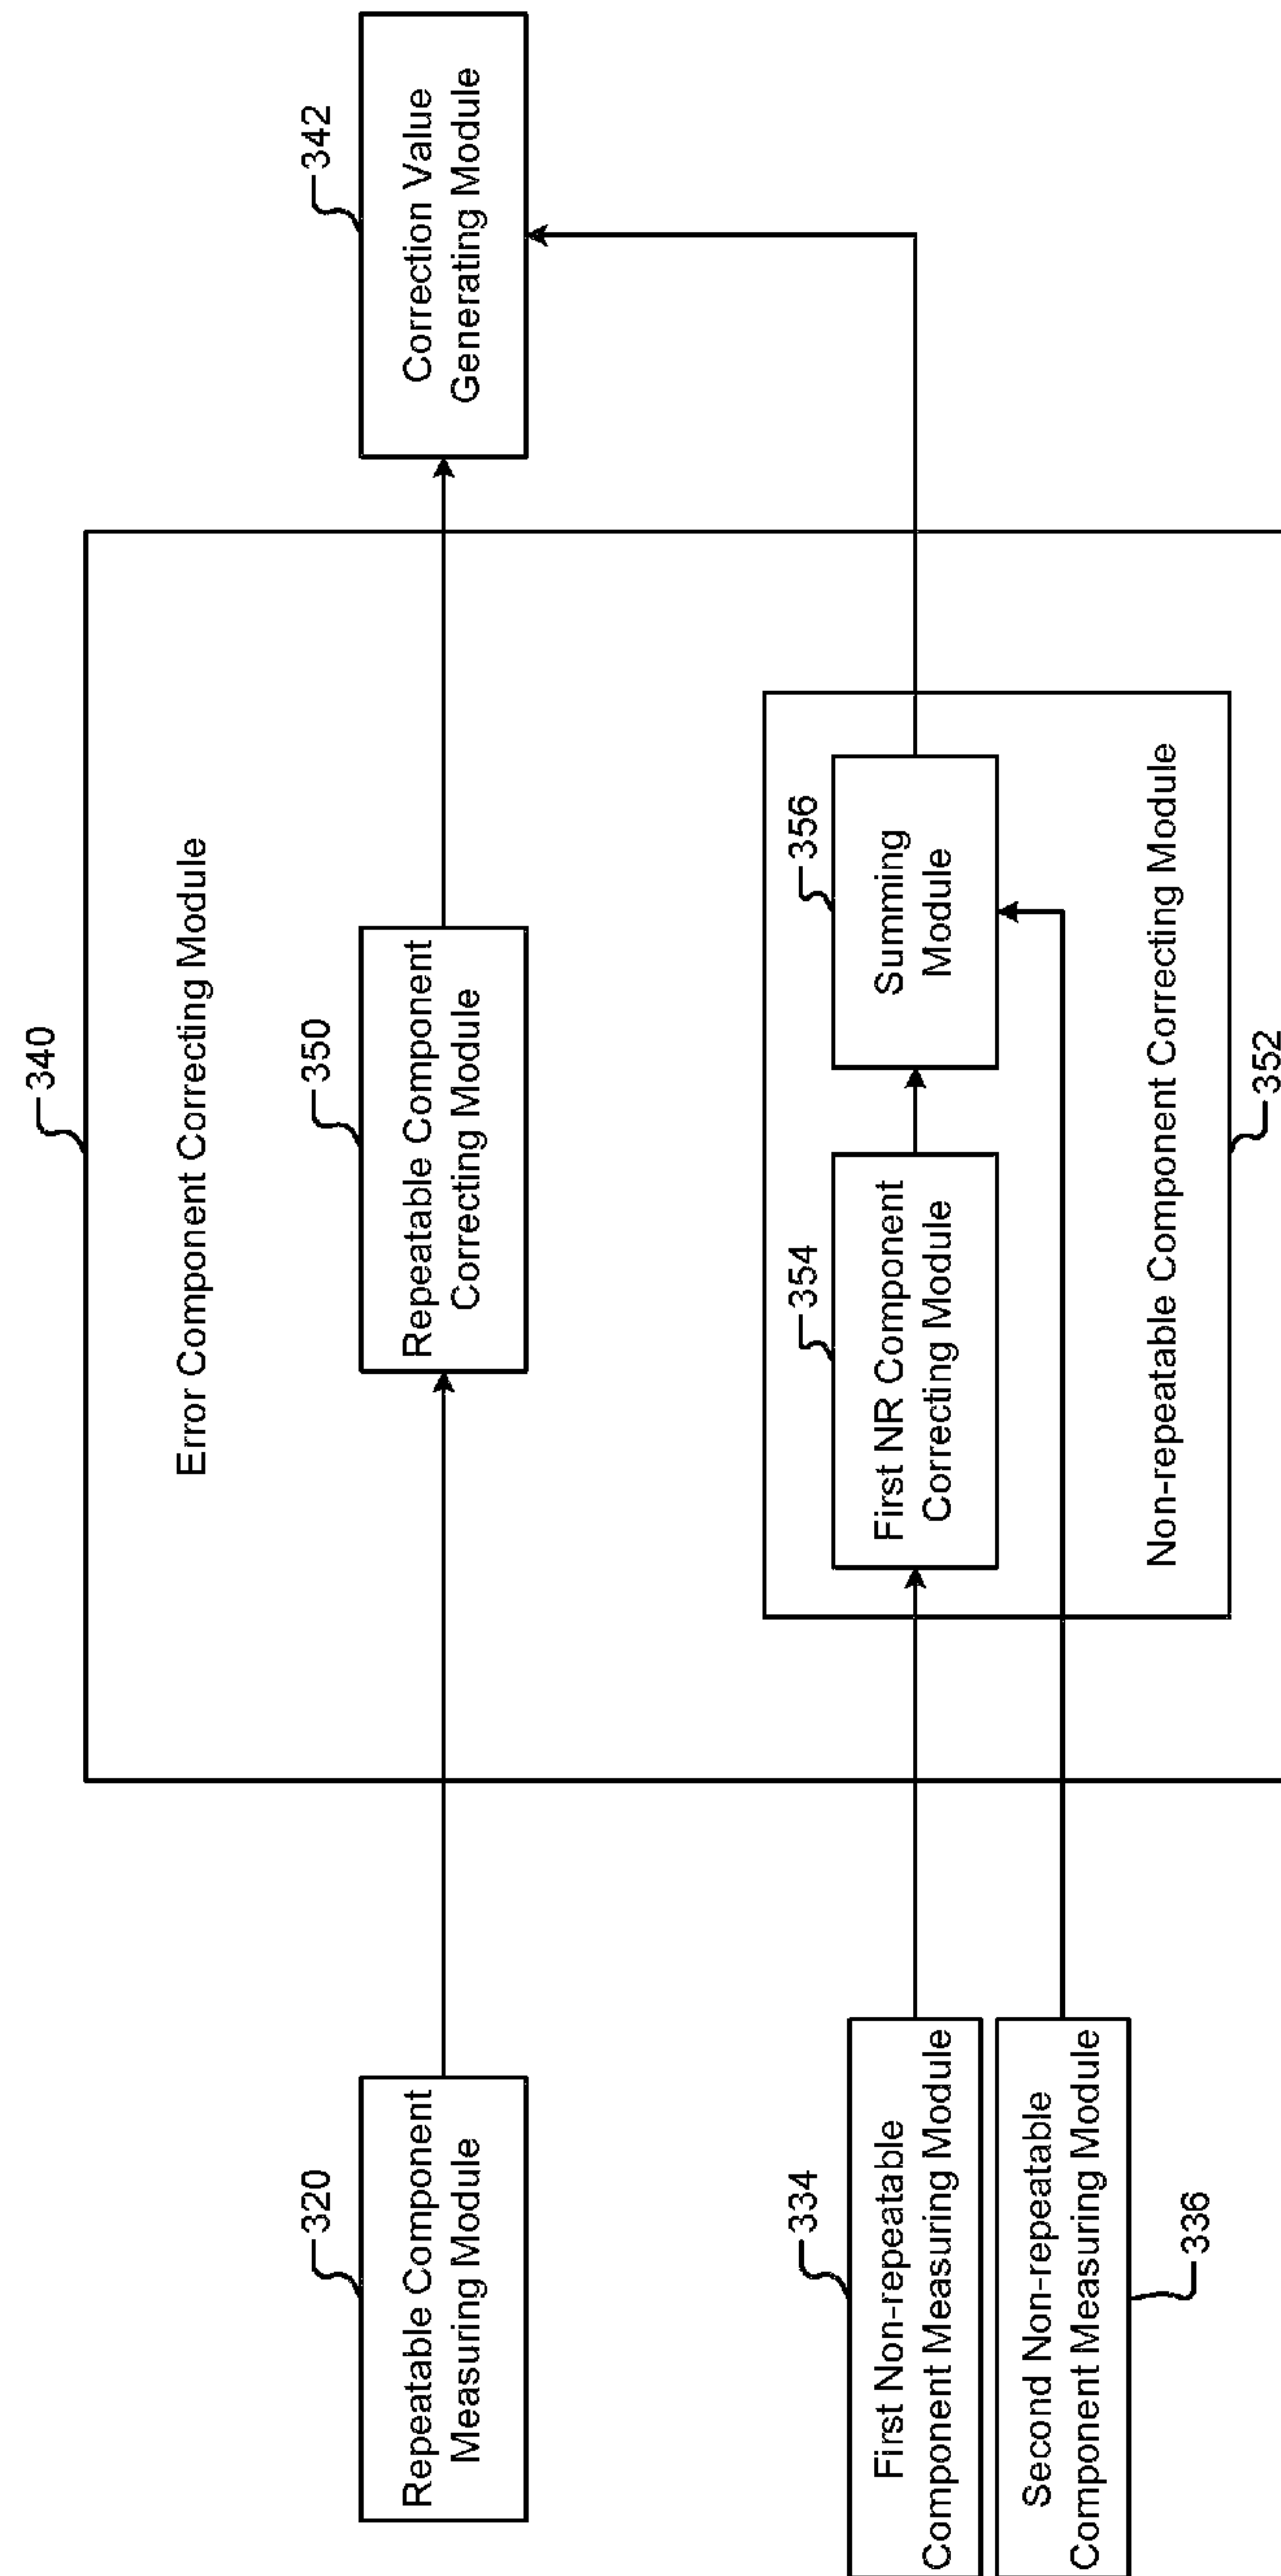 340
Error Component Correcting Module
320
Repeatable Component
Measuring Module
350
Repeatable Component
Correcting Module
342
Correction Value
Generating Module
334
First Non-repeatable
Component Measuring Module
Second Non-repeatable
Component Measuring Module
336
354
First NR Component
Correcting Module
356
Summing
Module
Non-repeatable Component Correcting Module
352